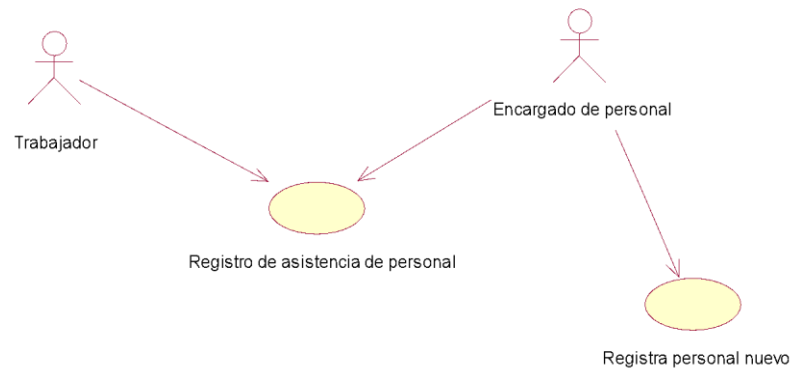 Encargado de personal
Trabajador
Registro de asistencia de personal
Registra personal nuevo